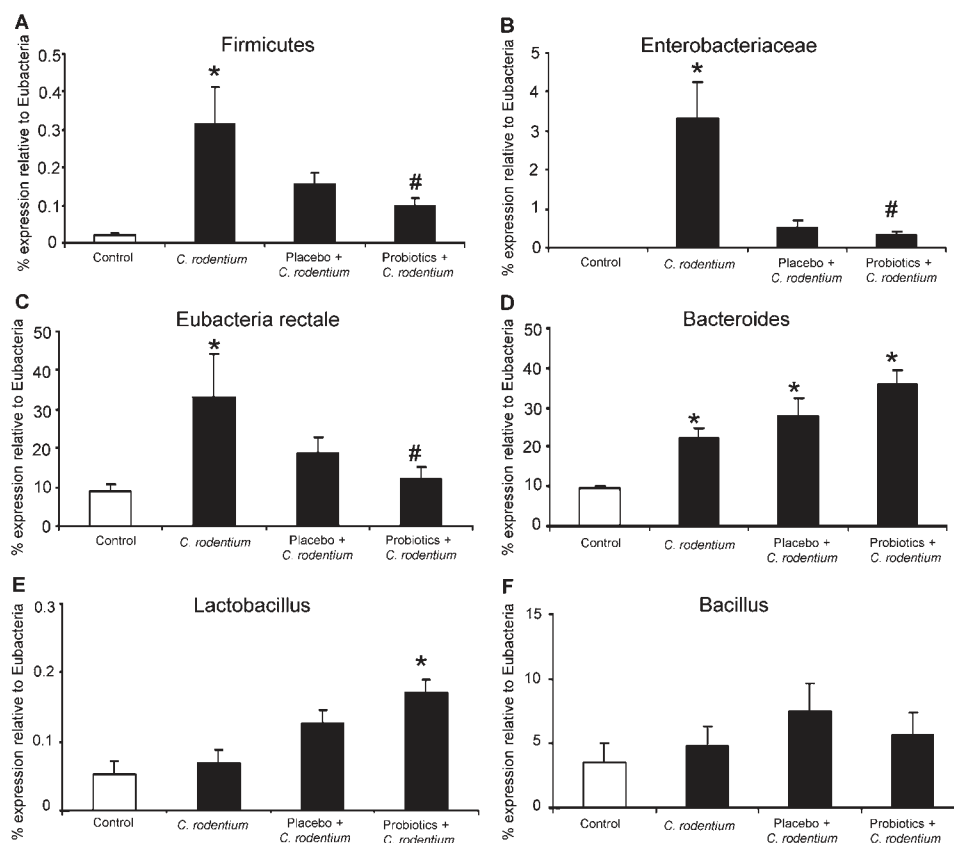 A
Firmicutes
% expression relative to Eubacteria
0.5
0.4
0.3
0.2
0.1
0
*
#
Control
C. rodentium
Placebo +
C. rodentium
Probiotics +
C. rodentium
B
Enterobacteriaceae
% expression relative to Eubacteria
5
4
3
2
1
0
*
#
Control
C. rodentium
Placebo +
C. rodentium
Probiotics +
C. rodentium
C
Eubacteria rectale
% expression relative to Eubacteria
50
40
30
20
10
0
*
#
Control
C. rodentium
Placebo +
C. rodentium
Probiotics +
C. rodentium
D
Bacteroides
% expression relative to Eubacteria
50
40
30
20
10
0
*
*
*
Control
C. rodentium
Placebo +
C. rodentium
Probiotics +
C. rodentium
E
Lactobacillus
% expression relative to Eubacteria
0.3
0.2
0.1
0
*
Control
C. rodentium
Placebo +
C. rodentium
Probiotics +
C. rodentium
F
Bacillus
% expression relative to Eubacteria
15
10
5
0
Control
C. rodentium
Placebo +
C. rodentium
Probiotics +
C. rodentium